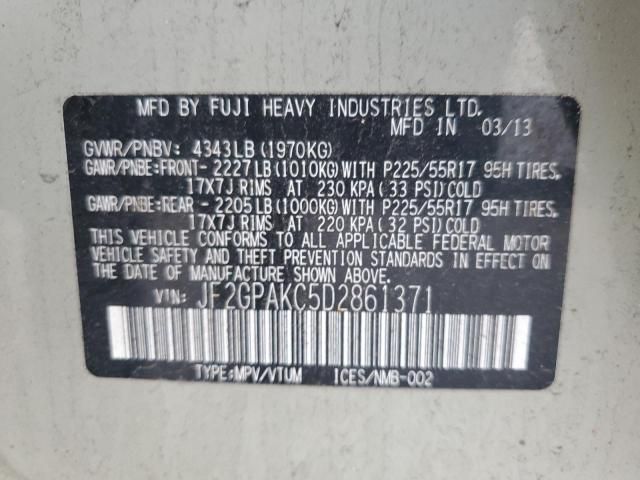 MFD BY FUJI HEAVY INDUSTRIES LTD.
MFD IN 03/13
GVWR/PNBV: 4343LB(1970KG)
GAWR/PNBE:FRONT- 2227LB(1010KG)WITH P225/55R17 95H TIRES,
17X7J RIMS AT 230 KPA(33 PSI)COLD
GAWR/PNBE:REAR - 2205LB(1000KG)WITH P225/55R17 95H TIRES,
17X7J RIMS AT 220 KPA(32 PSI)COLD
THIS VEHICLE CONFORMS TO ALL APPLICABLE FEDERAL MOTOR
VEHICLE SAFETY AND THEFT PREVENTION STANDARDS IN EFFECT ON THE
DATE OF MANUFACTURE SHOWN ABOVE.
VIN: JF2GPAKC5D2861371
TYPE:MPV/VTUM ICES/NMB-002